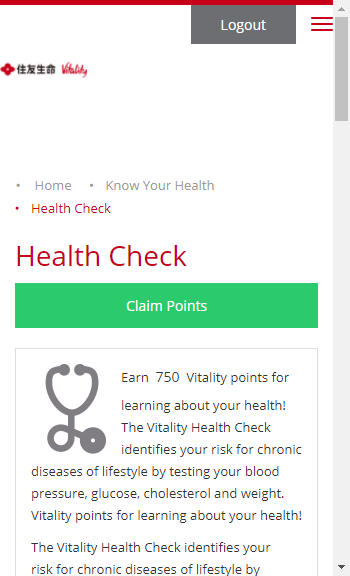 Logout
住友生命 Vitality
• Home • Know Your Health
• Health Check
Health Check
Claim Points
Earn 750 Vitality points for
learning about your health!
The Vitality Health Check
identifies your risk for chronic
diseases of lifestyle by testing your blood
pressure, glucose, cholesterol and weight.
Vitality points for learning about your health!
The Vitality Health Check identifies your
risk for chronic diseases of lifestyle by